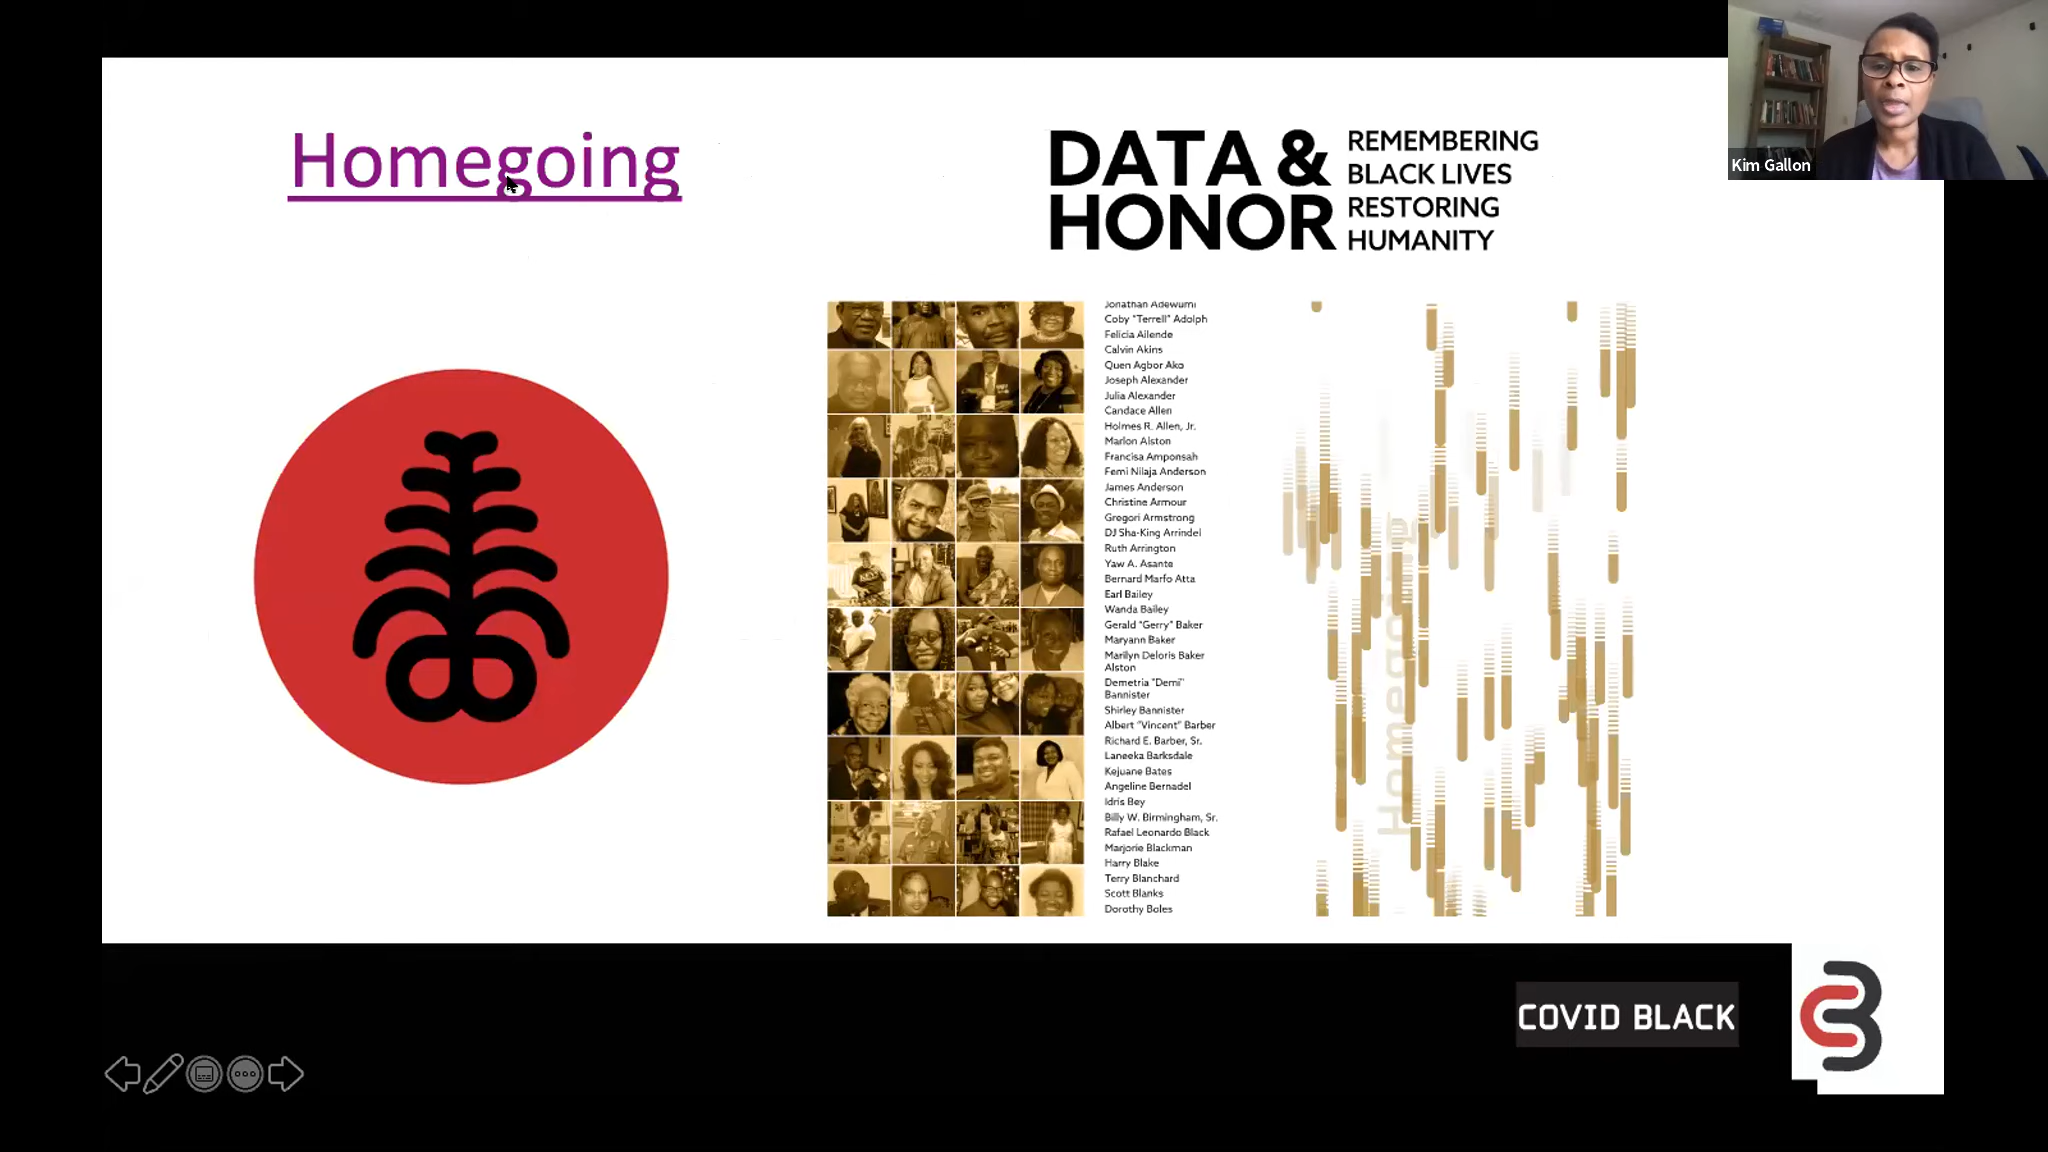 Homegoing
DATA &
HONOR
REMEMBERING
BLACK LIVES
RESTORING
HUMANITY
Kim Gallon
Jonathan Adewumi
Coby "Terrell" Adolph
Felicia Ailende
Calvin Akins
Quen Agbor Ako
Joseph Alexander
Julia Alexander
Candace Allen
Holmes R. Allen, Jr.
Marlon Alston
Francisa Amponsah
Femi Nilaja Anderson
James Anderson
Christine Armour
Gregori Armstrong
DJ Sha-King Arrindel
Ruth Arrington
Yaw A. Asante
Bernard Marfo Atta
Earl Bailey
Wanda Bailey
Gerald "Gerry" Baker
Maryann Baker
Marilyn Deloris Baker
Alston
Demetria "Demi"
Bannister
Shirley Bannister
Albert "Vincent" Barber
Richard E. Barber, Sr.
Laneeka Barksdale
Kejuane Bates
Angeline Bernadel
Idris Bey
Billy W. Birmingham, Sr.
Rafael Leonardo Black
Marjorie Blackman
Harry Blake
Terry Blanchard
Scott Blanks
Dorothy Boles
Homegoing
COVID BLACK